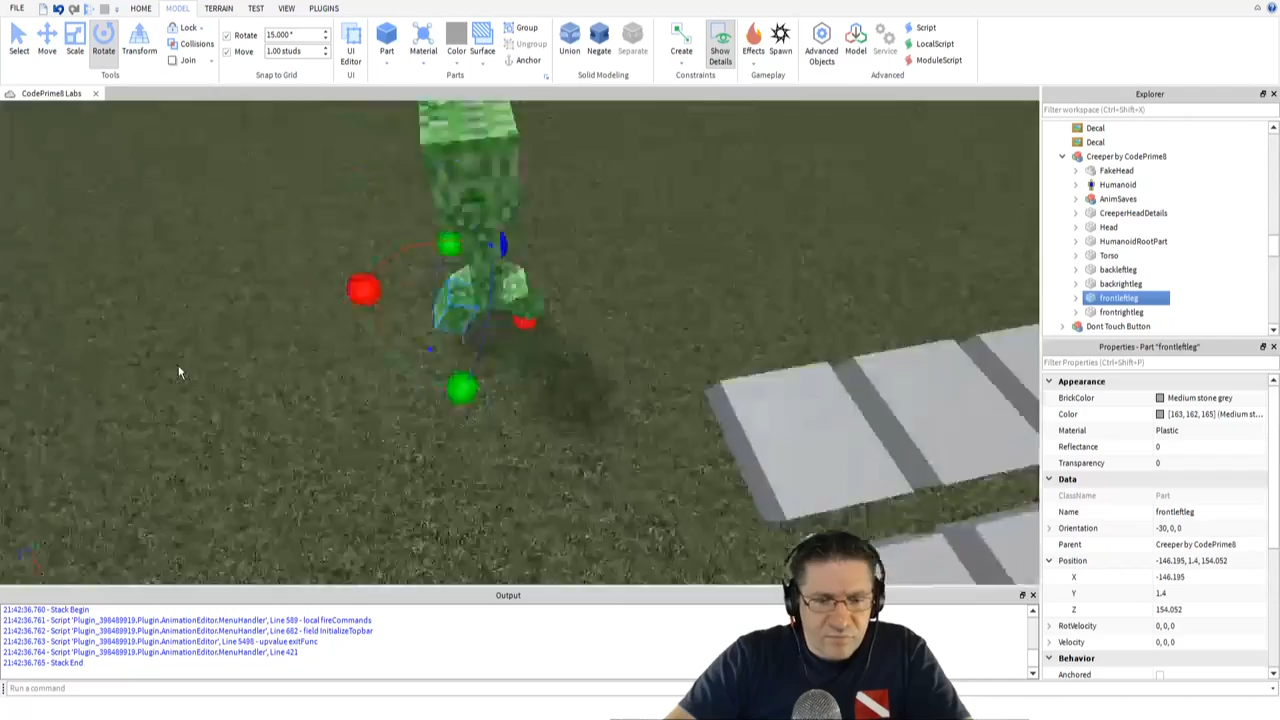 FILE HOME MODEL TERRAIN TEST VIEW PLUGINS
Select Move Scale Rotate Transform
Lock
Collisions
Join
Tools
Rotate 15.000°
Move 1.00 studs
Snap to Grid
UI
Editor
UI
Part Material Color Surface
Group
Ungroup
Anchor
Parts
Union Negate Separate
Solid Modeling
Create Show
Details
Constraints
Effects Spawn
Gameplay
Advanced
Objects
Model Service
Script
LocalScript
ModuleScript
Advanced
CodePrime8 Labs
Explorer
Filter workspace (Ctrl+Shift+X)
Decal
Decal
Creeper by CodePrime8
FakeHead
Humanoid
AnimSaves
CreeperHeadDetails
Head
HumanoidRootPart
Torso
backleftleg
backrightleg
frontleftleg
frontrightleg
Dont Touch Button
Properties - Part "frontleftleg"
Filter Properties (Ctrl+Shift+P)
Appearance
BrickColor Medium stone grey
Color [163, 162, 165] (Medium st...
Material Plastic
Reflectance 0
Transparency 0
Data
ClassName Part
Name frontleftleg
Orientation -30, 0, 0
Parent Creeper by CodePrime8
Position -146.195, 1.4, 154.052
X -146.195
Y 1.4
Z 154.052
RotVelocity 0, 0, 0
Velocity 0, 0, 0
Behavior
Anchored
Output
21:42:36.760 - Stack Begin
21:42:36.761 - Script 'Plugin_398489919.Plugin.AnimationEditor.MenuHandler', Line 589 - local fireCommands
21:42:36.762 - Script 'Plugin_398489919.Plugin.AnimationEditor.MenuHandler', Line 682 - field InitializeTopbar
21:42:36.763 - Script 'Plugin_398489919.Plugin.AnimationEditor', Line 5498 - upvalue exitFunc
21:42:36.764 - Script 'Plugin_398489919.Plugin.AnimationEditor.MenuHandler', Line 421
21:42:36.765 - Stack End
Run a command